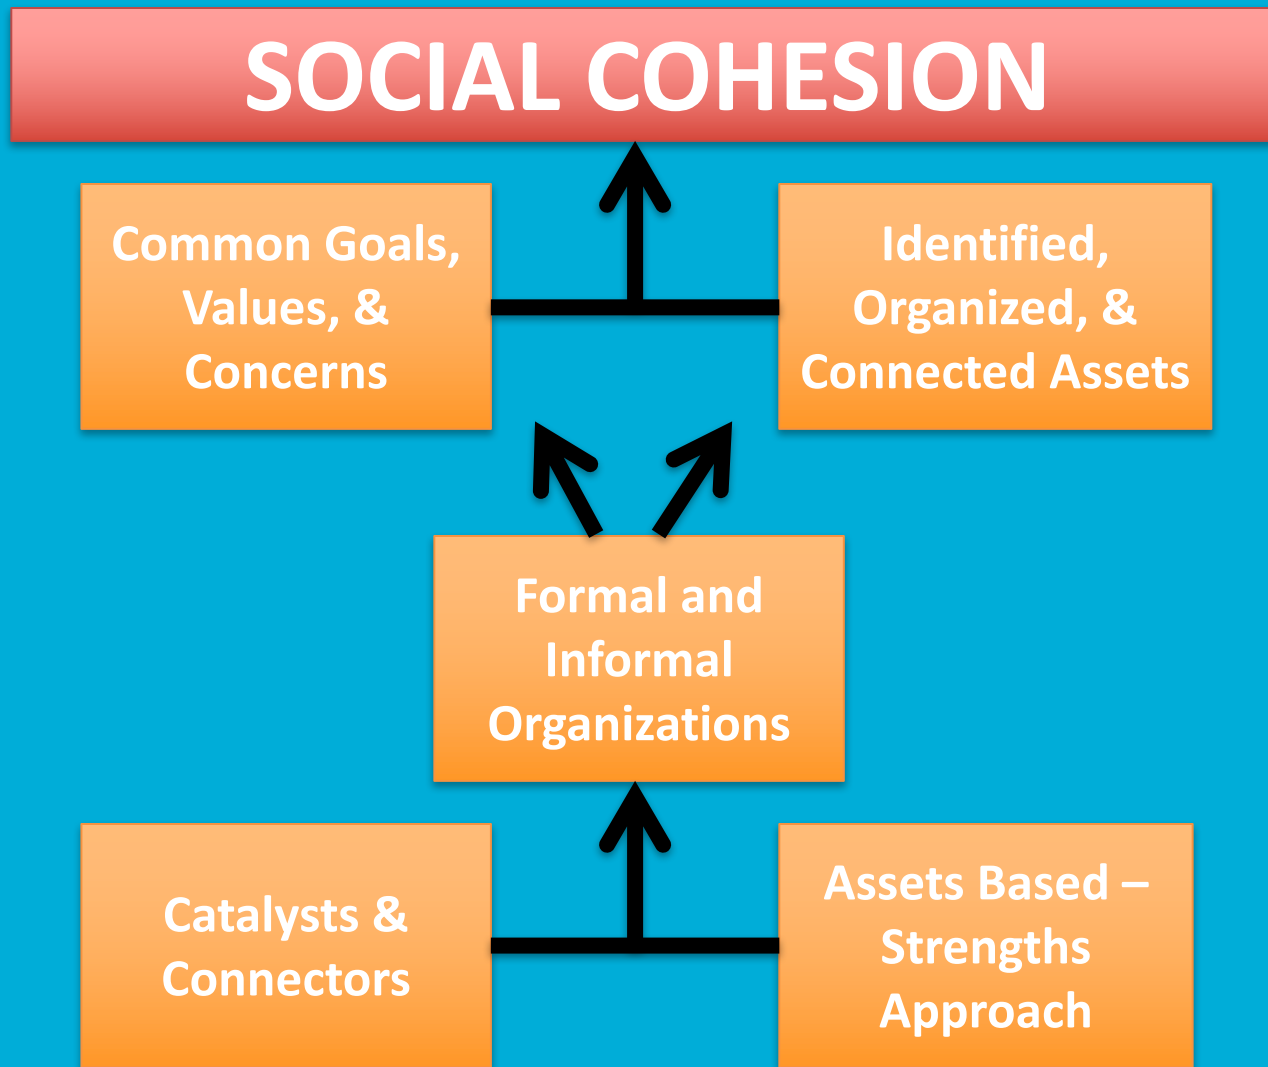 SOCIAL COHESION
Common Goals,
Values, &
Concerns
Identified,
Organized, &
Connected Assets
Formal and
Informal
Organizations
Catalysts &
Connectors
Assets Based –
Strengths
Approach